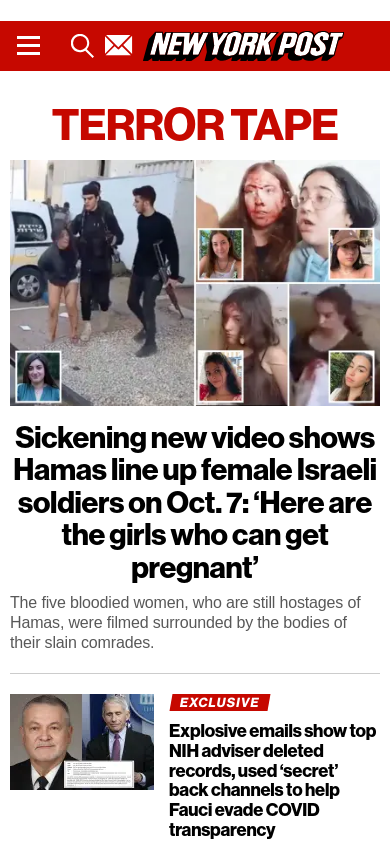 NEW YORK POST
TERROR TAPE
Sickening new video shows
Hamas line up female Israeli
soldiers on Oct. 7: ‘Here are
the girls who can get
pregnant’
The five bloodied women, who are still hostages of
Hamas, were filmed surrounded by the bodies of
their slain comrades.
EXCLUSIVE
Explosive emails show top
NIH adviser deleted
records, used ‘secret’
back channels to help
Fauci evade COVID
transparency